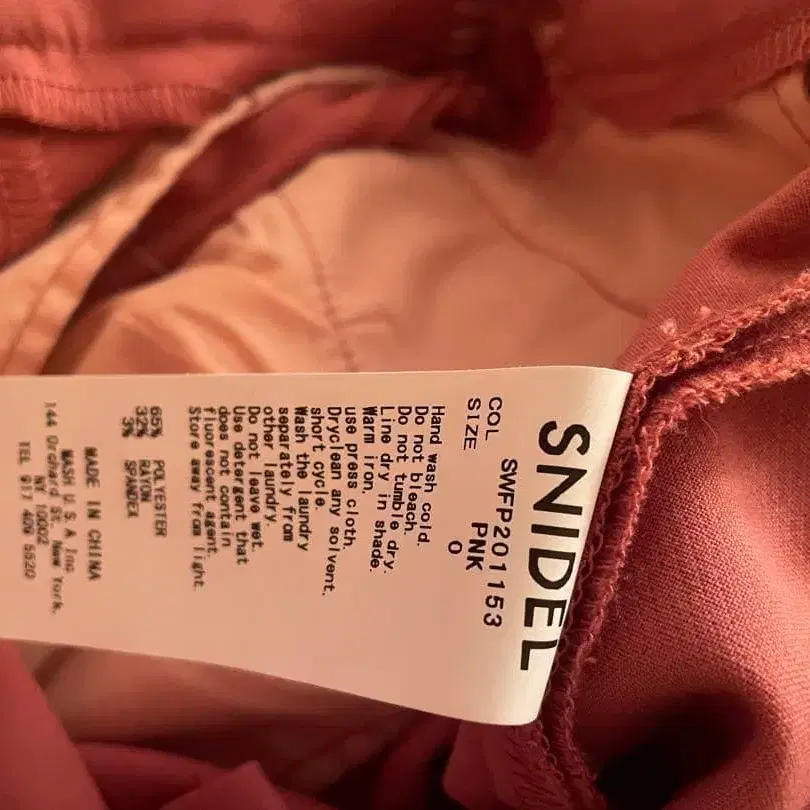 SNIDEL
SWFP201153
COL PNK
SIZE 0
Hand wash cold.
Do not bleach.
Do not tumble dry.
Line dry in shade.
Warm iron,
use press cloth.
Dryclean any solvent,
short cycle.
Wash the laundry
separately from
other laundry.
Do not leave wet.
Use detergent that
does not contain
fluorescent agent.
Store away from light.
65% POLYESTER
32% RAYON
3% SPANDEX
MADE IN CHINA
MASH U.S.A Inc.
144 Orchard St. New York,
NY 10002
TEL 917 409 5520